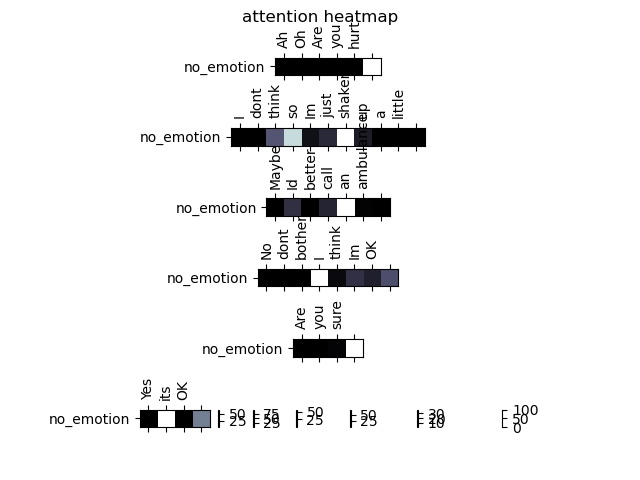 attention heatmap
Ah Oh Are you hurt
no_emotion
I dont think so Im just shaken up a little
no_emotion
Maybe Id better call an ambulance
no_emotion
No dont bother I think Im OK
no_emotion
Are you sure
no_emotion
Yes its OK
no_emotion
50 75 50 50 30 100
25 50 25 25 20 50
25 10 0